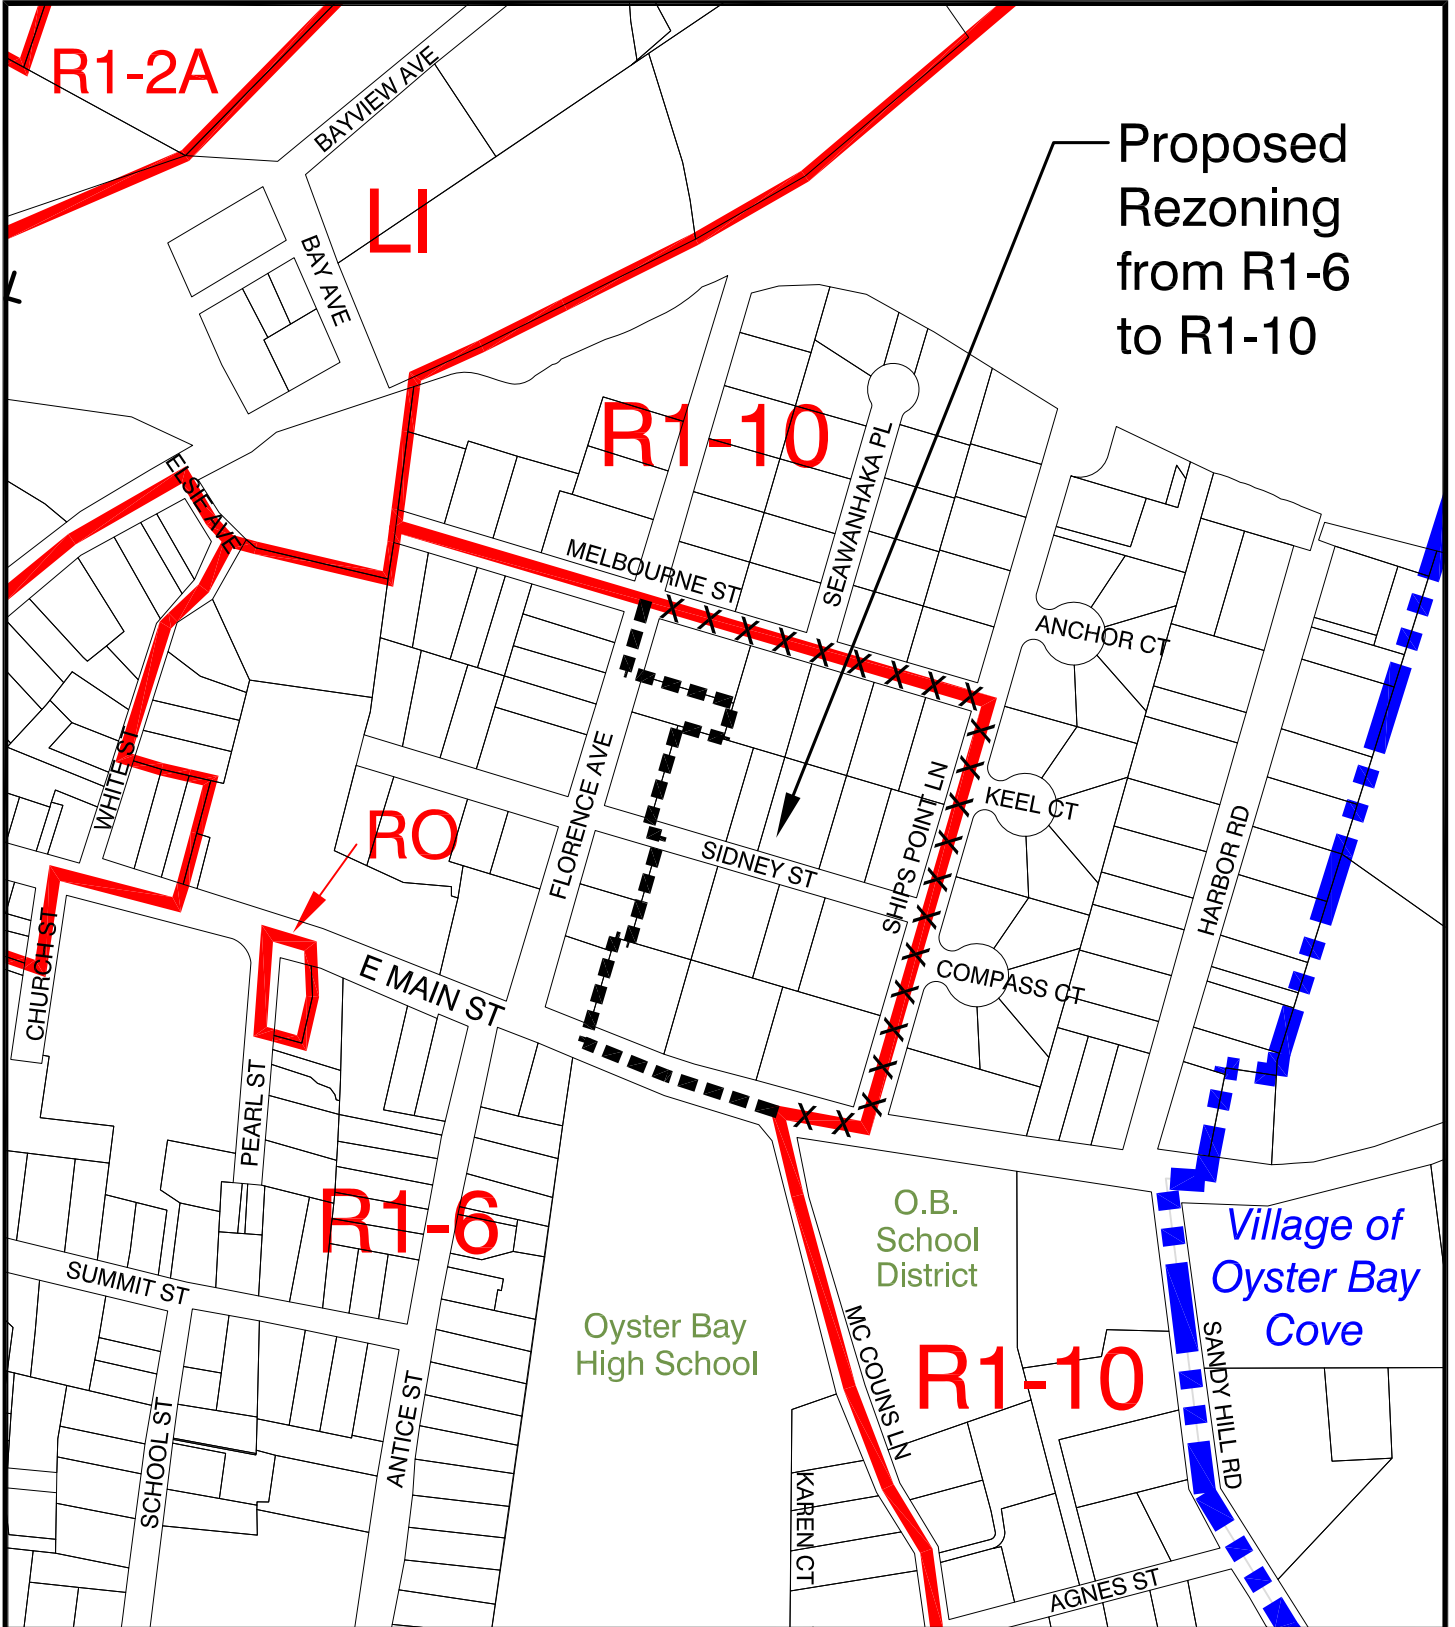 R1-2A
BAYVIEW AVE
LI
BAY AVE
Proposed
Rezoning
from R1-6
to R1-10
R1-10
SEAWANHAKA PL
ELSIE AVE
MELBOURNE ST
ANCHOR CT
WHITE ST
FLORENCE AVE
SHIPS POINT LN
KEEL CT
HARBOR RD
RO
SIDNEY ST
CHURCH ST
E MAIN ST
COMPASS CT
PEARL ST
R1-6
O.B.
School
District
Village of
Oyster Bay
Cove
SUMMIT ST
Oyster Bay
High School
MC COUNS LN
R1-10
SANDY HILL RD
SCHOOL ST
ANTICE ST
KAREN CT
AGNES ST